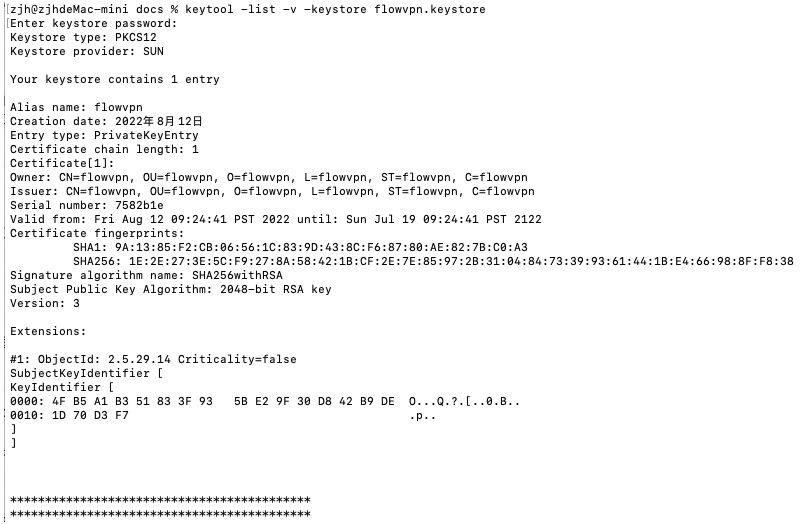 [zjh@zjhdeMac-mini docs % keytool -list -v -keystore flowvpn.keystore
[Enter keystore password:
Keystore type: PKCS12
Keystore provider: SUN
Your keystore contains 1 entry
Alias name: flowvpn
Creation date: 2022年8月12日
Entry type: PrivateKeyEntry
Certificate chain length: 1
Certificate[1]:
Owner: CN=flowvpn, OU=flowvpn, O=flowvpn, L=flowvpn, ST=flowvpn, C=flowvpn
Issuer: CN=flowvpn, OU=flowvpn, O=flowvpn, L=flowvpn, ST=flowvpn, C=flowvpn
Serial number: 7582b1e
Valid from: Fri Aug 12 09:24:41 PST 2022 until: Sun Jul 19 09:24:41 PST 2122
Certificate fingerprints:
SHA1: 9A:13:85:F2:CB:06:56:1C:83:9D:43:8C:F6:87:80:AE:82:7B:C0:A3
SHA256: 1E:2E:27:3E:5C:F9:27:8A:58:42:1B:CF:2E:7E:85:97:2B:31:04:84:73:39:93:61:44:1B:E4:66:98:8F:F8:38
Signature algorithm name: SHA256withRSA
Subject Public Key Algorithm: 2048-bit RSA key
Version: 3
Extensions:
#1: ObjectId: 2.5.29.14 Criticality=false
SubjectKeyIdentifier [
KeyIdentifier [
0000: 4F B5 A1 B3 51 83 3F 93   5B E2 9F 30 D8 42 B9 DE  O...Q.?.[..0.B..
0010: 1D 70 D3 F7                                        .p..
]
]
*******************************************
*******************************************